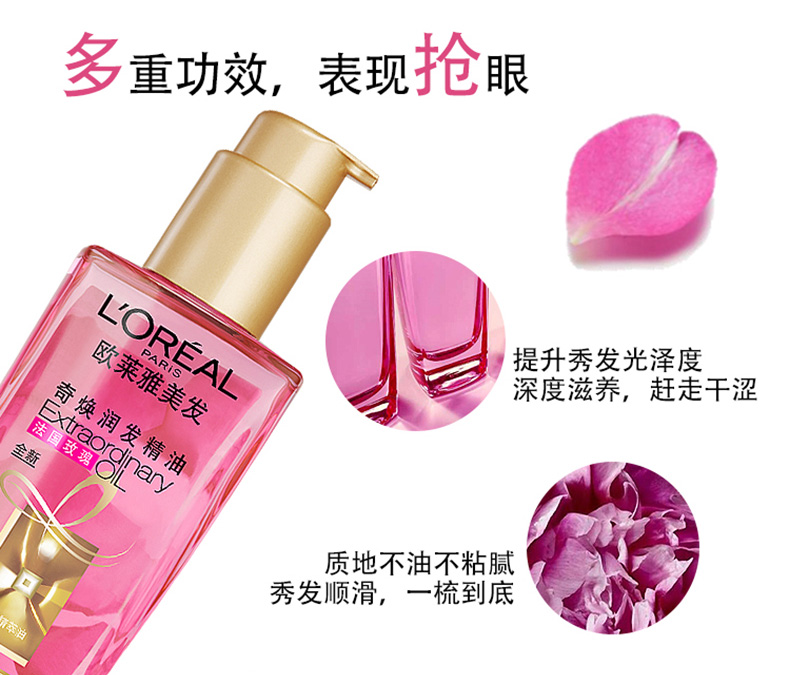 多重功效，表现抢眼
L'ORÉAL
PARIS
欧莱雅美发
奇焕润发精油
Extraordinary
法国玫瑰
OIL
全新
精萃油
提升秀发光泽度
深度滋养，赶走干涩
质地不油不粘腻
秀发顺滑，一梳到底